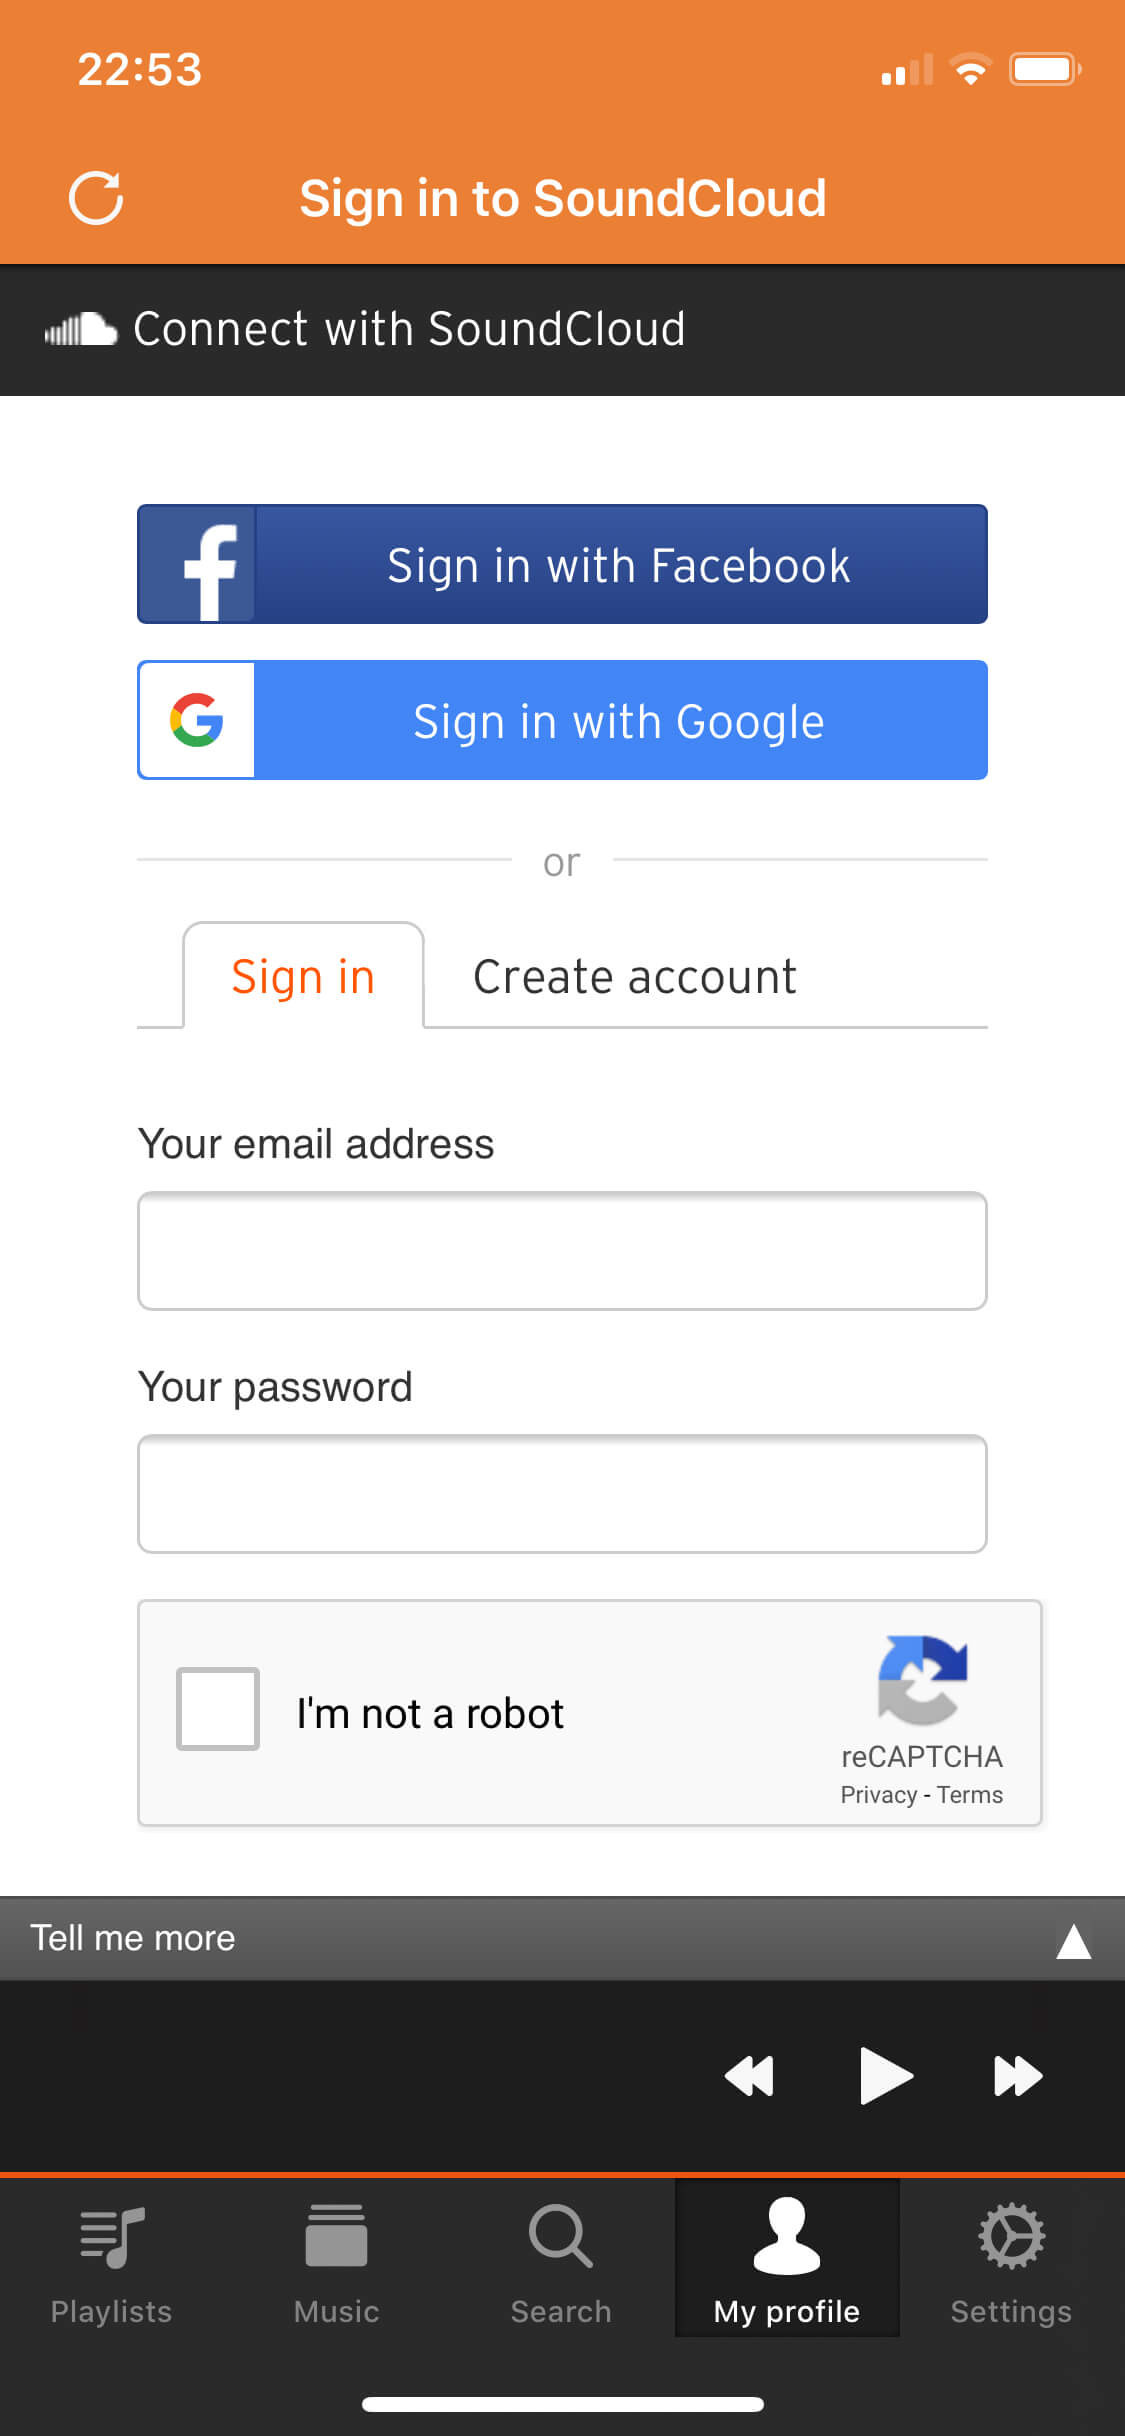 22:53
Sign in to SoundCloud
Connect with SoundCloud
Sign in with Facebook
Sign in with Google
or
Sign in
Create account
Your email address
Your password
I'm not a robot
reCAPTCHA
Privacy - Terms
Tell me more
Playlists
Music
Search
My profile
Settings